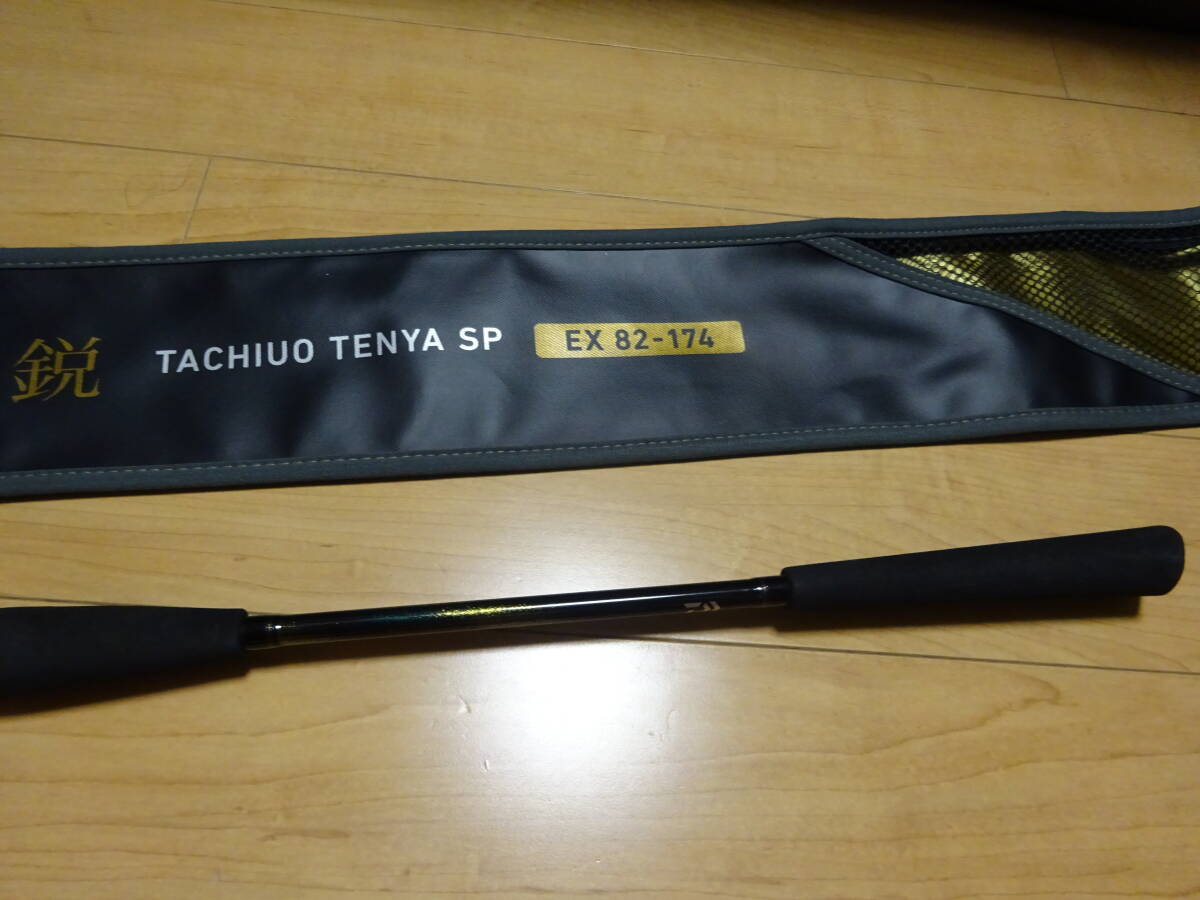 鋭 TACHIUO TENYA SP EX 82-174